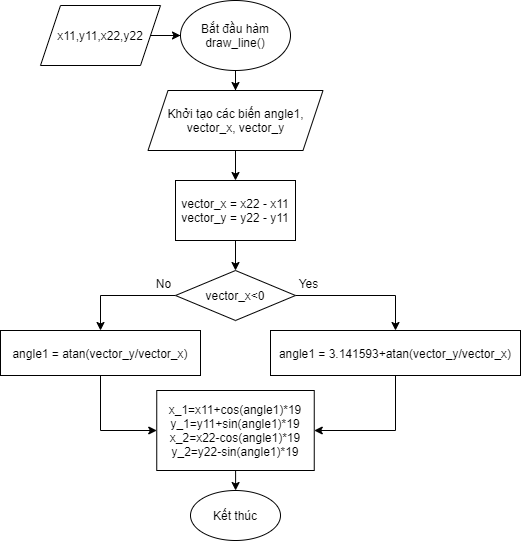 x11,y11,x22,y22
Bắt đầu hàm
draw_line()
Khởi tạo các biến angle1,
vector_x, vector_y
vector_x = x22 - x11
vector_y = y22 - y11
No
vector_x<0
Yes
angle1 = atan(vector_y/vector_x)
angle1 = 3.141593+atan(vector_y/vector_x)
x_1=x11+cos(angle1)*19
y_1=y11+sin(angle1)*19
x_2=x22-cos(angle1)*19
y_2=y22-sin(angle1)*19
Kết thúc